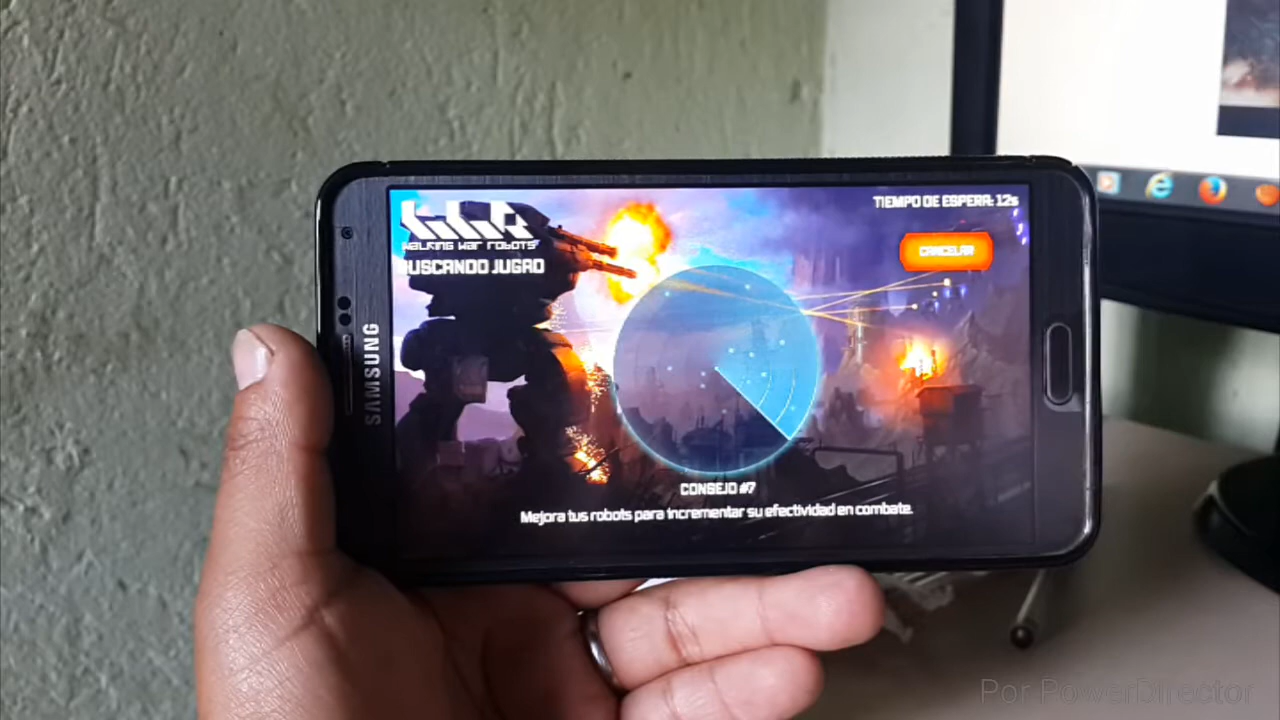 WWR
WALKING WAR ROBOTS
BUSCANDO JUGAD
TIEMPO DE ESPERA: 12s
CANCELAR
CONSEJO #7
Mejora tus robots para incrementar su efectividad en combate.
SAMSUNG
Por PowerDirector